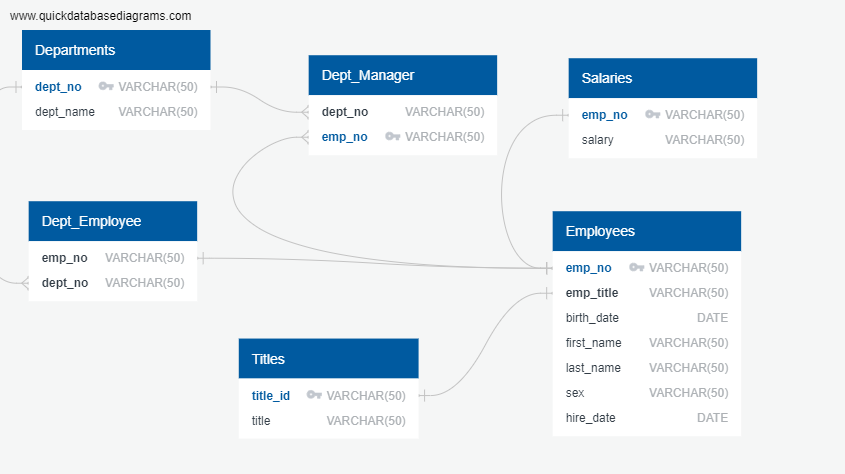 www.quickdatabasediagrams.com
Departments
dept_no VARCHAR(50)
dept_name VARCHAR(50)
Dept_Manager
dept_no VARCHAR(50)
emp_no VARCHAR(50)
Salaries
emp_no VARCHAR(50)
salary VARCHAR(50)
Dept_Employee
emp_no VARCHAR(50)
dept_no VARCHAR(50)
Employees
emp_no VARCHAR(50)
emp_title VARCHAR(50)
birth_date DATE
first_name VARCHAR(50)
last_name VARCHAR(50)
sex VARCHAR(50)
hire_date DATE
Titles
title_id VARCHAR(50)
title VARCHAR(50)